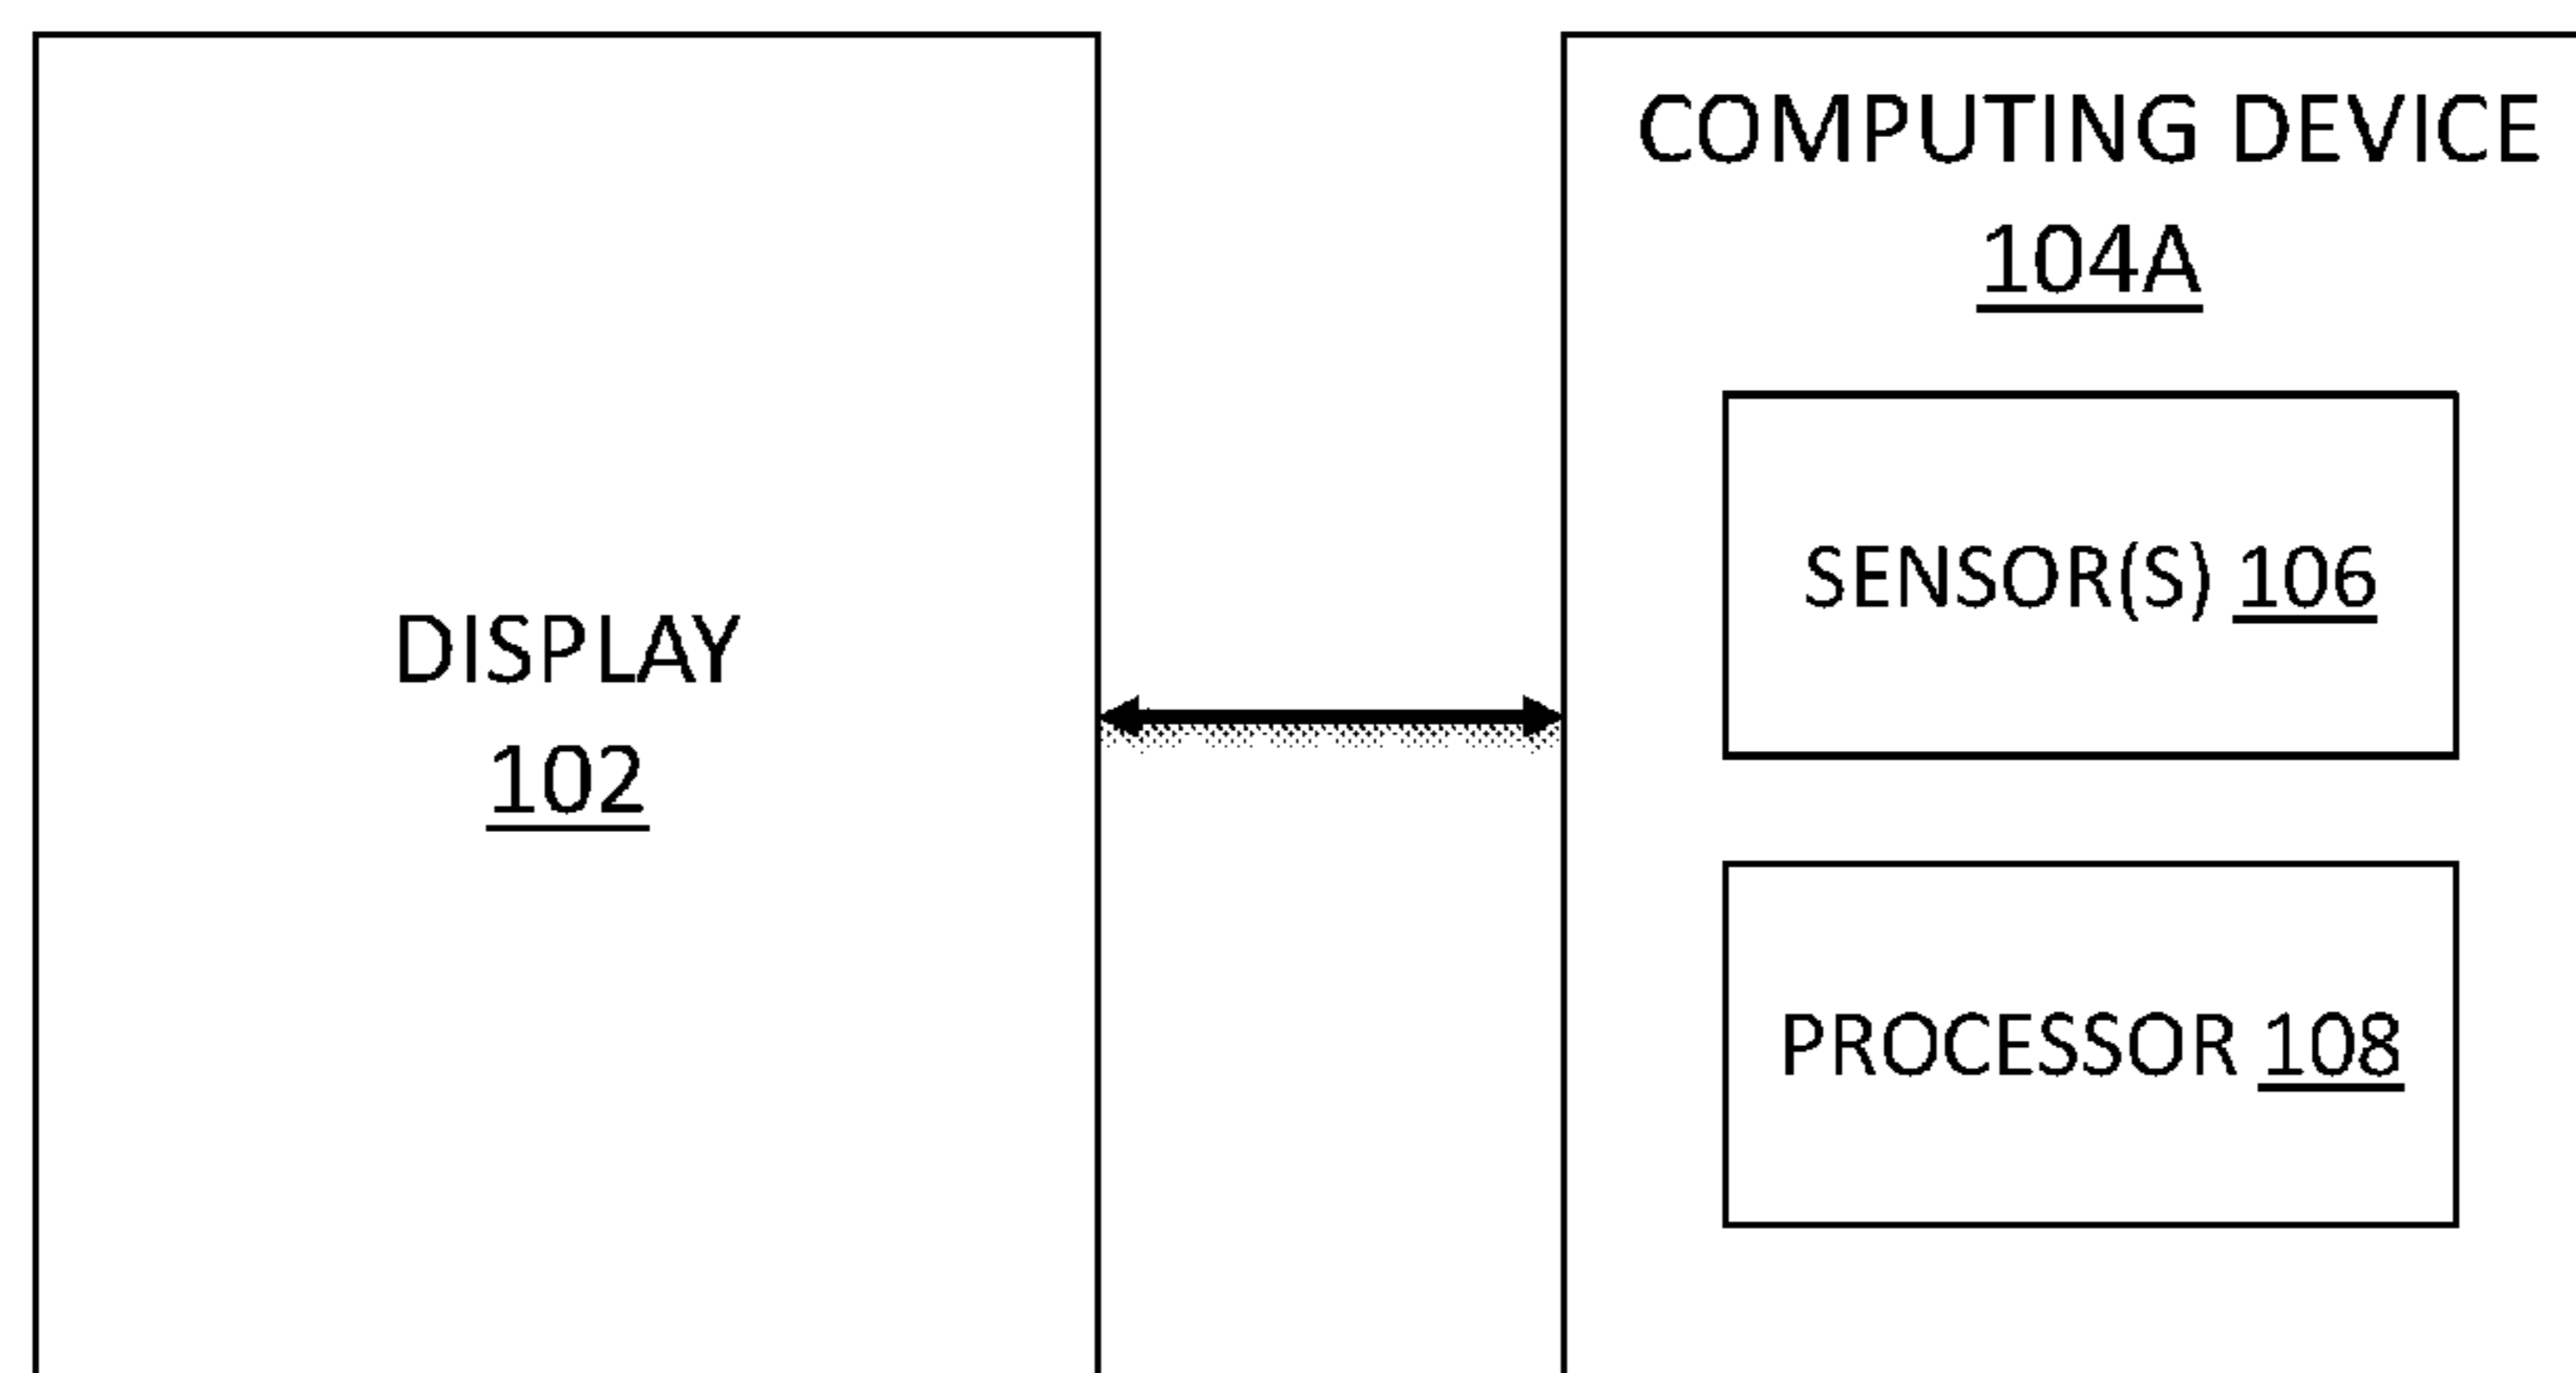 DISPLAY
102
COMPUTING DEVICE
104A
SENSOR(S) 106
PROCESSOR 108